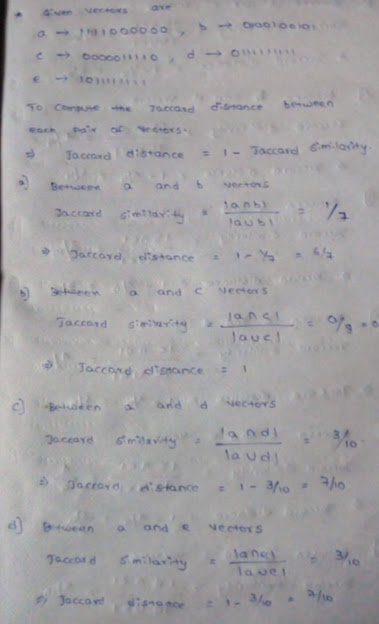 * Given vectors are
a → 1111000000, b → 0100100101
c → 0000011110, d → 0111111111
e → 1011111111
To compute the Jaccard distance between
each pair of vectors.
⇒ Jaccard distance = 1 - Jaccard similarity.
a) Between a and b vectors
Jaccard similarity = |a∩b| / |a∪b| = 1/7
⇒ Jaccard distance = 1 - 1/7 = 6/7
b) Between a and c vectors
Jaccard similarity = |a∩c| / |a∪c| = 0/8 = 0
⇒ Jaccard distance = 1
c) Between a and d vectors
Jaccard similarity = |a∩d| / |a∪d| = 3/10
⇒ Jaccard distance = 1 - 3/10 = 7/10
d] Between a and e vectors
Jaccard similarity = |a∩e| / |a∪e| = 3/10
⇒ Jaccard distance = 1 - 3/10 = 7/10